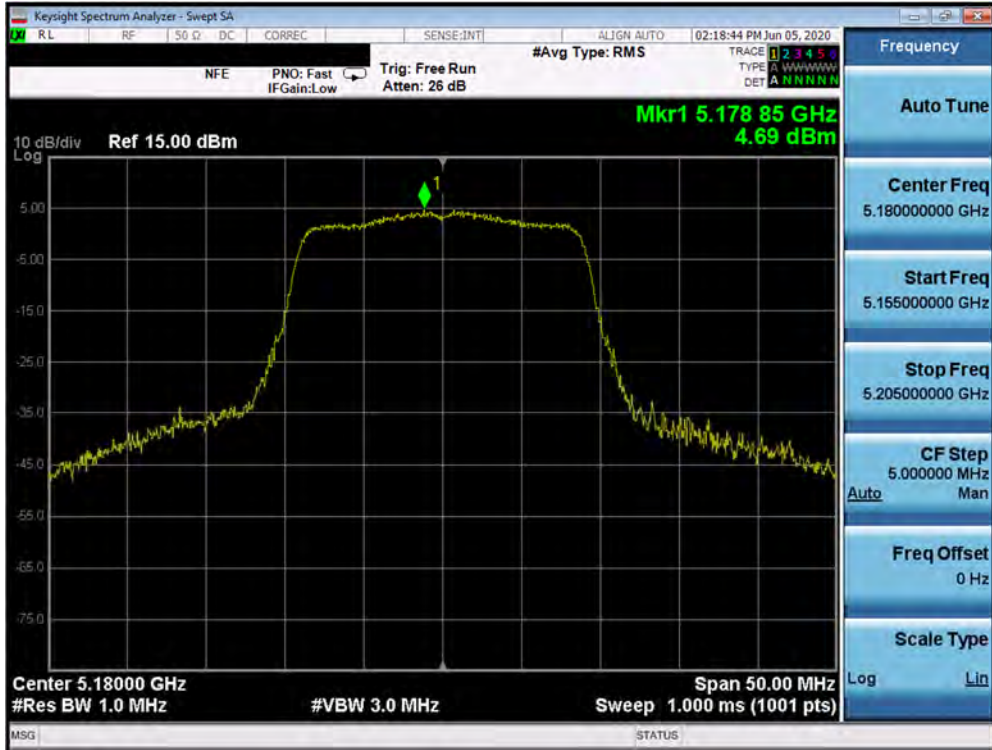 Keysight Spectrum Analyzer - Swept SA
LXI RL RF 50 Ω DC CORREC SENSE:INT ALIGN AUTO 02:18:44 PM Jun 05, 2020
NFE PNO: Fast IFGain:Low
Trig: Free Run
Atten: 26 dB
#Avg Type: RMS
TRACE 1 2 3 4 5 6
TYPE A WWWWW
DET A N N N N N
Mkr1 5.178 85 GHz
4.69 dBm
10 dB/div Ref 15.00 dBm
Log
1
5.00
-5.00
-15.0
-25.0
-35.0
-45.0
-55.0
-65.0
-75.0
Center 5.18000 GHz Span 50.00 MHz
#Res BW 1.0 MHz #VBW 3.0 MHz Sweep 1.000 ms (1001 pts)
MSG STATUS
Frequency
Auto Tune
Center Freq
5.180000000 GHz
Start Freq
5.155000000 GHz
Stop Freq
5.205000000 GHz
CF Step
5.000000 MHz
Auto Man
Freq Offset
0 Hz
Scale Type
Log Lin